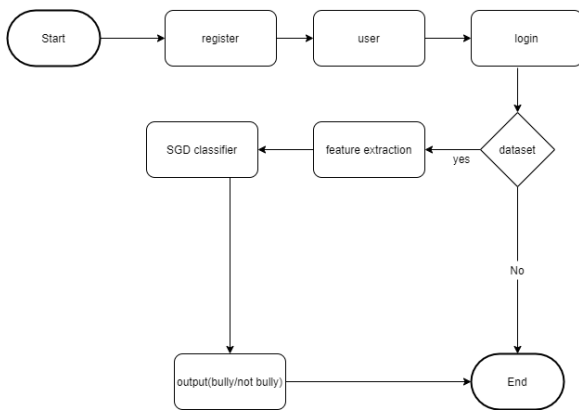 Start
register
user
login
SGD classifier
feature extraction
yes
dataset
No
output(bully/not bully)
End